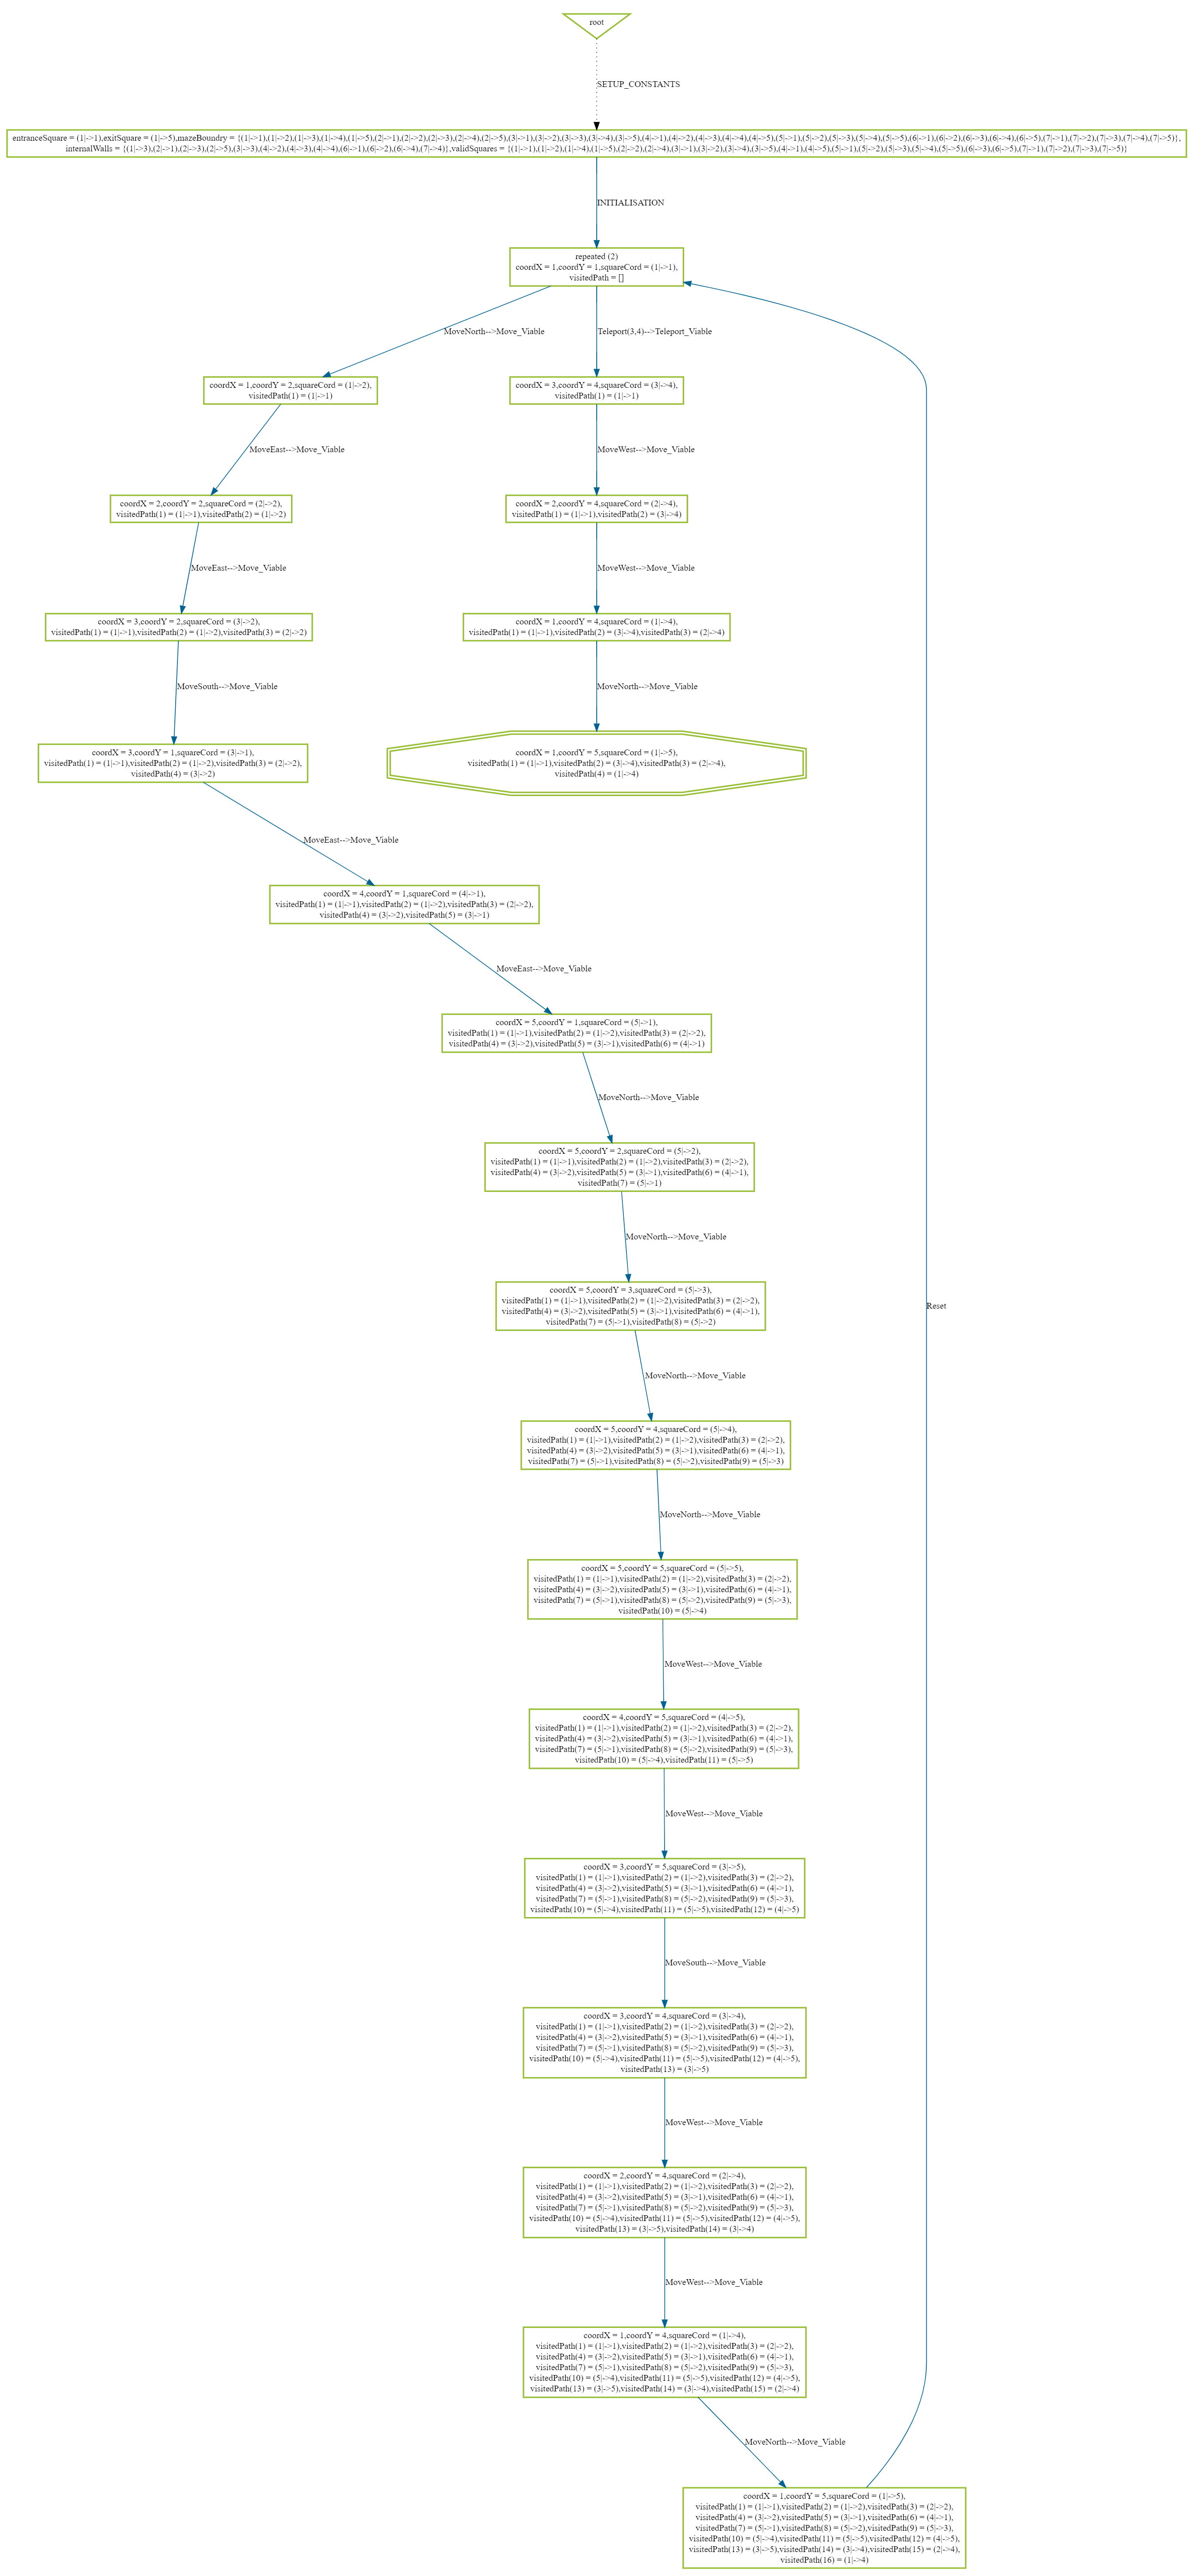 root
SETUP_CONSTANTS
entranceSquare = (1|->1),exitSquare = (1|->5),mazeBoundry = {(1|->1),(1|->2),(1|->3),(1|->4),(1|->5),(2|->1),(2|->2),(2|->3),(2|->4),(2|->5),(3|->1),(3|->2),(3|->3),(3|->4),(3|->5),(4|->1),(4|->2),(4|->3),(4|->4),(4|->5),(5|->1),(5|->2),(5|->3),(5|->4),(5|->5),(6|->1),(6|->2),(6|->3),(6|->4),(6|->5),(7|->1),(7|->2),(7|->3),(7|->4),(7|->5)},
internalWalls = {(1|->3),(2|->1),(2|->3),(2|->5),(3|->3),(4|->2),(4|->3),(4|->4),(6|->1),(6|->2),(6|->4),(7|->4)},validSquares = {(1|->1),(1|->2),(1|->4),(1|->5),(2|->2),(2|->4),(3|->1),(3|->2),(3|->4),(3|->5),(4|->1),(4|->5),(5|->1),(5|->2),(5|->3),(5|->4),(5|->5),(6|->3),(6|->5),(7|->1),(7|->2),(7|->3),(7|->5)}
INITIALISATION
repeated (2)
coordX = 1,coordY = 1,squareCord = (1|->1),
visitedPath = []
MoveNorth-->Move_Viable
Teleport(3,4)-->Teleport_Viable
coordX = 1,coordY = 2,squareCord = (1|->2),
visitedPath(1) = (1|->1)
coordX = 3,coordY = 4,squareCord = (3|->4),
visitedPath(1) = (1|->1)
MoveEast-->Move_Viable
MoveWest-->Move_Viable
coordX = 2,coordY = 2,squareCord = (2|->2),
visitedPath(1) = (1|->1),visitedPath(2) = (1|->2)
coordX = 2,coordY = 4,squareCord = (2|->4),
visitedPath(1) = (1|->1),visitedPath(2) = (3|->4)
MoveEast-->Move_Viable
MoveWest-->Move_Viable
coordX = 3,coordY = 2,squareCord = (3|->2),
visitedPath(1) = (1|->1),visitedPath(2) = (1|->2),visitedPath(3) = (2|->2)
coordX = 1,coordY = 4,squareCord = (1|->4),
visitedPath(1) = (1|->1),visitedPath(2) = (3|->4),visitedPath(3) = (2|->4)
MoveSouth-->Move_Viable
MoveNorth-->Move_Viable
coordX = 3,coordY = 1,squareCord = (3|->1),
visitedPath(1) = (1|->1),visitedPath(2) = (1|->2),visitedPath(3) = (2|->2),
visitedPath(4) = (3|->2)
coordX = 1,coordY = 5,squareCord = (1|->5),
visitedPath(1) = (1|->1),visitedPath(2) = (3|->4),visitedPath(3) = (2|->4),
visitedPath(4) = (1|->4)
MoveEast-->Move_Viable
coordX = 4,coordY = 1,squareCord = (4|->1),
visitedPath(1) = (1|->1),visitedPath(2) = (1|->2),visitedPath(3) = (2|->2),
visitedPath(4) = (3|->2),visitedPath(5) = (3|->1)
MoveEast-->Move_Viable
coordX = 5,coordY = 1,squareCord = (5|->1),
visitedPath(1) = (1|->1),visitedPath(2) = (1|->2),visitedPath(3) = (2|->2),
visitedPath(4) = (3|->2),visitedPath(5) = (3|->1),visitedPath(6) = (4|->1)
MoveNorth-->Move_Viable
coordX = 5,coordY = 2,squareCord = (5|->2),
visitedPath(1) = (1|->1),visitedPath(2) = (1|->2),visitedPath(3) = (2|->2),
visitedPath(4) = (3|->2),visitedPath(5) = (3|->1),visitedPath(6) = (4|->1),
visitedPath(7) = (5|->1)
MoveNorth-->Move_Viable
coordX = 5,coordY = 3,squareCord = (5|->3),
visitedPath(1) = (1|->1),visitedPath(2) = (1|->2),visitedPath(3) = (2|->2),
visitedPath(4) = (3|->2),visitedPath(5) = (3|->1),visitedPath(6) = (4|->1),
visitedPath(7) = (5|->1),visitedPath(8) = (5|->2)
Reset
MoveNorth-->Move_Viable
coordX = 5,coordY = 4,squareCord = (5|->4),
visitedPath(1) = (1|->1),visitedPath(2) = (1|->2),visitedPath(3) = (2|->2),
visitedPath(4) = (3|->2),visitedPath(5) = (3|->1),visitedPath(6) = (4|->1),
visitedPath(7) = (5|->1),visitedPath(8) = (5|->2),visitedPath(9) = (5|->3)
MoveNorth-->Move_Viable
coordX = 5,coordY = 5,squareCord = (5|->5),
visitedPath(1) = (1|->1),visitedPath(2) = (1|->2),visitedPath(3) = (2|->2),
visitedPath(4) = (3|->2),visitedPath(5) = (3|->1),visitedPath(6) = (4|->1),
visitedPath(7) = (5|->1),visitedPath(8) = (5|->2),visitedPath(9) = (5|->3),
visitedPath(10) = (5|->4)
MoveWest-->Move_Viable
coordX = 4,coordY = 5,squareCord = (4|->5),
visitedPath(1) = (1|->1),visitedPath(2) = (1|->2),visitedPath(3) = (2|->2),
visitedPath(4) = (3|->2),visitedPath(5) = (3|->1),visitedPath(6) = (4|->1),
visitedPath(7) = (5|->1),visitedPath(8) = (5|->2),visitedPath(9) = (5|->3),
visitedPath(10) = (5|->4),visitedPath(11) = (5|->5)
MoveWest-->Move_Viable
coordX = 3,coordY = 5,squareCord = (3|->5),
visitedPath(1) = (1|->1),visitedPath(2) = (1|->2),visitedPath(3) = (2|->2),
visitedPath(4) = (3|->2),visitedPath(5) = (3|->1),visitedPath(6) = (4|->1),
visitedPath(7) = (5|->1),visitedPath(8) = (5|->2),visitedPath(9) = (5|->3),
visitedPath(10) = (5|->4),visitedPath(11) = (5|->5),visitedPath(12) = (4|->5)
MoveSouth-->Move_Viable
coordX = 3,coordY = 4,squareCord = (3|->4),
visitedPath(1) = (1|->1),visitedPath(2) = (1|->2),visitedPath(3) = (2|->2),
visitedPath(4) = (3|->2),visitedPath(5) = (3|->1),visitedPath(6) = (4|->1),
visitedPath(7) = (5|->1),visitedPath(8) = (5|->2),visitedPath(9) = (5|->3),
visitedPath(10) = (5|->4),visitedPath(11) = (5|->5),visitedPath(12) = (4|->5),
visitedPath(13) = (3|->5)
MoveWest-->Move_Viable
coordX = 2,coordY = 4,squareCord = (2|->4),
visitedPath(1) = (1|->1),visitedPath(2) = (1|->2),visitedPath(3) = (2|->2),
visitedPath(4) = (3|->2),visitedPath(5) = (3|->1),visitedPath(6) = (4|->1),
visitedPath(7) = (5|->1),visitedPath(8) = (5|->2),visitedPath(9) = (5|->3),
visitedPath(10) = (5|->4),visitedPath(11) = (5|->5),visitedPath(12) = (4|->5),
visitedPath(13) = (3|->5),visitedPath(14) = (3|->4)
MoveWest-->Move_Viable
coordX = 1,coordY = 4,squareCord = (1|->4),
visitedPath(1) = (1|->1),visitedPath(2) = (1|->2),visitedPath(3) = (2|->2),
visitedPath(4) = (3|->2),visitedPath(5) = (3|->1),visitedPath(6) = (4|->1),
visitedPath(7) = (5|->1),visitedPath(8) = (5|->2),visitedPath(9) = (5|->3),
visitedPath(10) = (5|->4),visitedPath(11) = (5|->5),visitedPath(12) = (4|->5),
visitedPath(13) = (3|->5),visitedPath(14) = (3|->4),visitedPath(15) = (2|->4)
MoveNorth-->Move_Viable
coordX = 1,coordY = 5,squareCord = (1|->5),
visitedPath(1) = (1|->1),visitedPath(2) = (1|->2),visitedPath(3) = (2|->2),
visitedPath(4) = (3|->2),visitedPath(5) = (3|->1),visitedPath(6) = (4|->1),
visitedPath(7) = (5|->1),visitedPath(8) = (5|->2),visitedPath(9) = (5|->3),
visitedPath(10) = (5|->4),visitedPath(11) = (5|->5),visitedPath(12) = (4|->5),
visitedPath(13) = (3|->5),visitedPath(14) = (3|->4),visitedPath(15) = (2|->4),
visitedPath(16) = (1|->4)